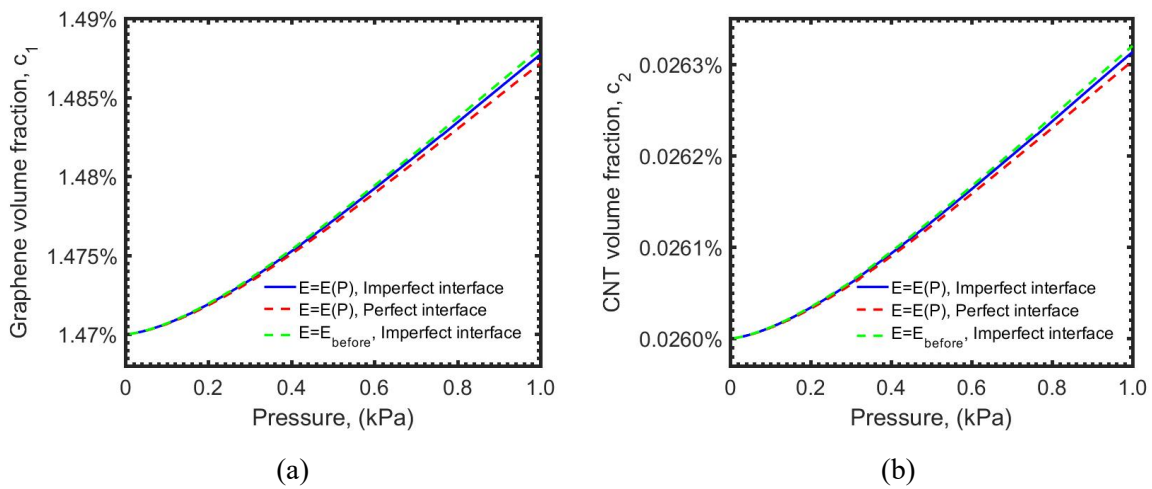 1.49%
1.485%
1.48%
1.475%
1.47%
Graphene volume fraction, c1
E=E(P), Imperfect interface
E=E(P), Perfect interface
E=Ebefore, Imperfect interface
0 0.2 0.4 0.6 0.8 1.0
Pressure, (kPa)
(a)
0.0263%
0.0262%
0.0261%
0.0260%
CNT volume fraction, c2
E=E(P), Imperfect interface
E=E(P), Perfect interface
E=Ebefore, Imperfect interface
0 0.2 0.4 0.6 0.8 1.0
Pressure, (kPa)
(b)